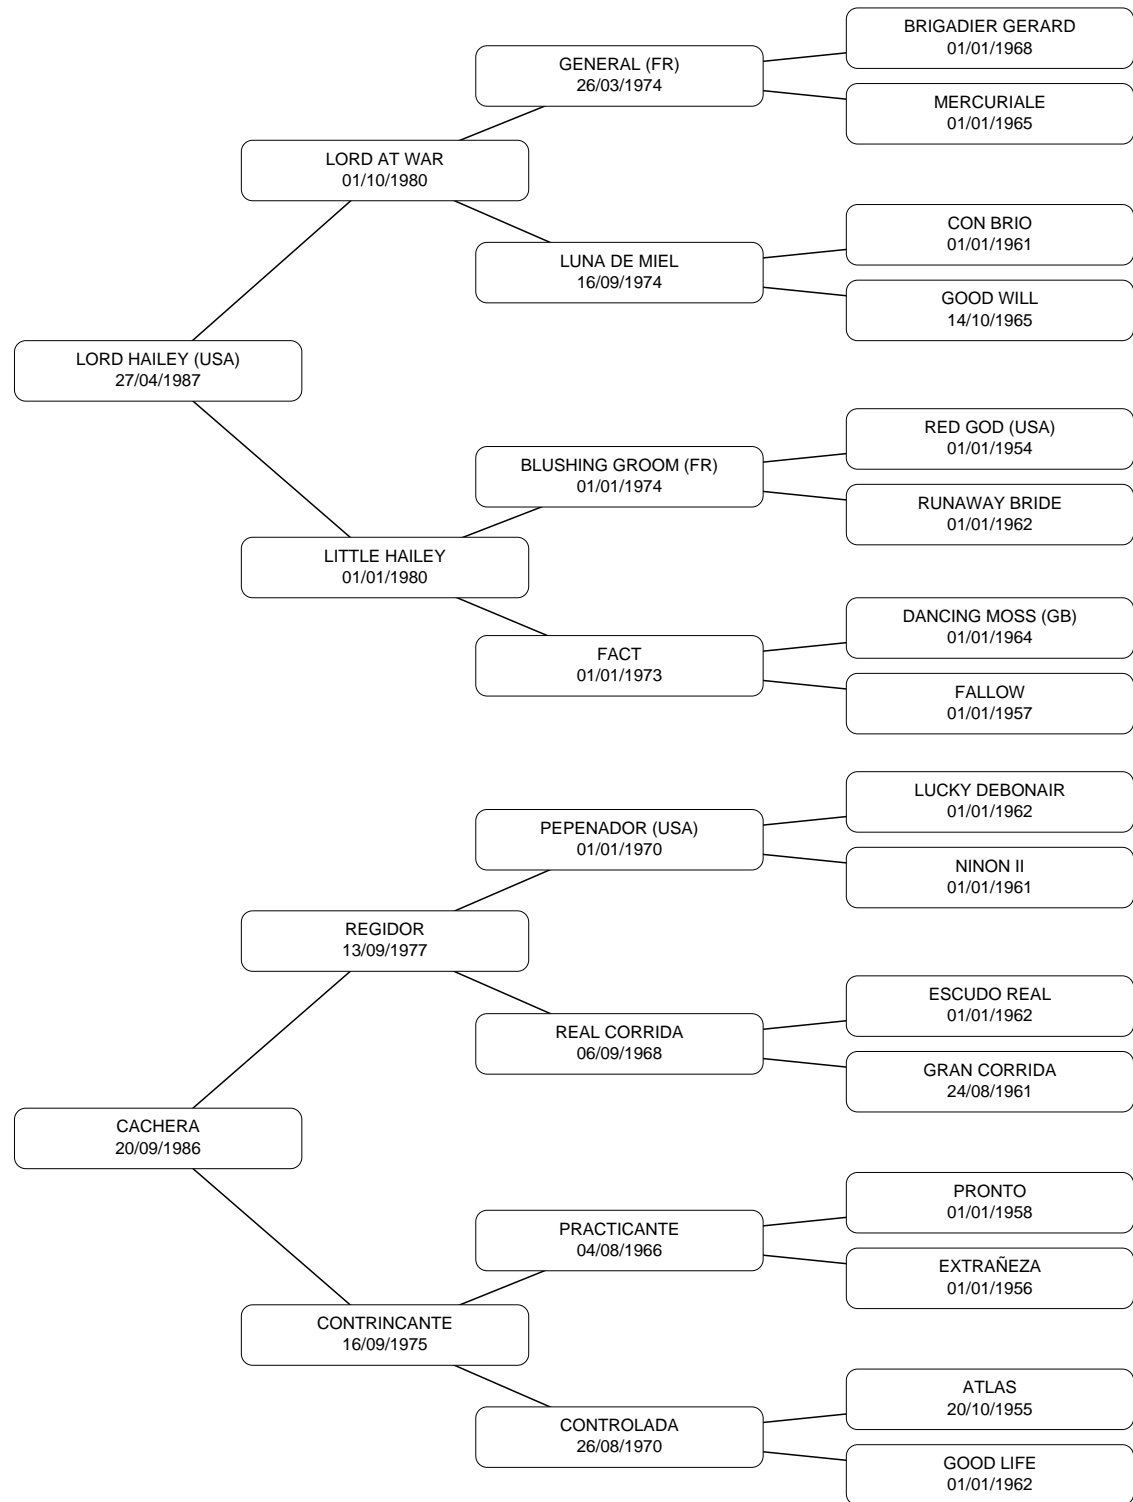 BRIGADIER GERARD
01/01/1968
GENERAL (FR)
26/03/1974
MERCURIALE
01/01/1965
LORD AT WAR
01/10/1980
CON BRIO
01/01/1961
LUNA DE MIEL
16/09/1974
GOOD WILL
14/10/1965
LORD HAILEY (USA)
27/04/1987
RED GOD (USA)
01/01/1954
BLUSHING GROOM (FR)
01/01/1974
RUNAWAY BRIDE
01/01/1962
LITTLE HAILEY
01/01/1980
DANCING MOSS (GB)
01/01/1964
FACT
01/01/1973
FALLOW
01/01/1957
LUCKY DEBONAIR
01/01/1962
PEPENADOR (USA)
01/01/1970
NINON II
01/01/1961
REGIDOR
13/09/1977
ESCUDO REAL
01/01/1962
REAL CORRIDA
06/09/1968
GRAN CORRIDA
24/08/1961
CACHERA
20/09/1986
PRONTO
01/01/1958
PRACTICANTE
04/08/1966
EXTRAÑEZA
01/01/1956
CONTRINCANTE
16/09/1975
ATLAS
20/10/1955
CONTROLADA
26/08/1970
GOOD LIFE
01/01/1962